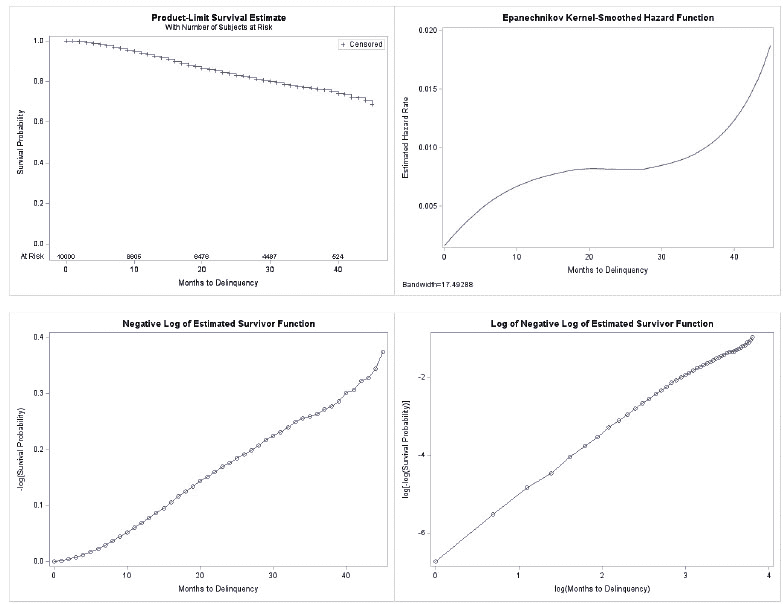 Product-Limit Survival Estimate
With Number of Subjects at Risk
+ Censored
1.0
0.8
0.6
0.4
0.2
0.0
Survival Probability
At Risk 10000 8905 6476 4487 524
0 10 20 30 40
Months to Delinquency
Epanechnikov Kernel-Smoothed Hazard Function
0.020
0.015
0.010
0.005
Estimated Hazard Rate
0 10 20 30 40
Months to Delinquency
Bandwidth=17.49288
Negative Log of Estimated Survivor Function
0.4
0.3
0.2
0.1
0.0
-log(Survival Probability)
0 10 20 30 40
Months to Delinquency
Log of Negative Log of Estimated Survivor Function
-2
-4
-6
log[-log(Survival Probability)]
0 1 2 3 4
log(Months to Delinquency)